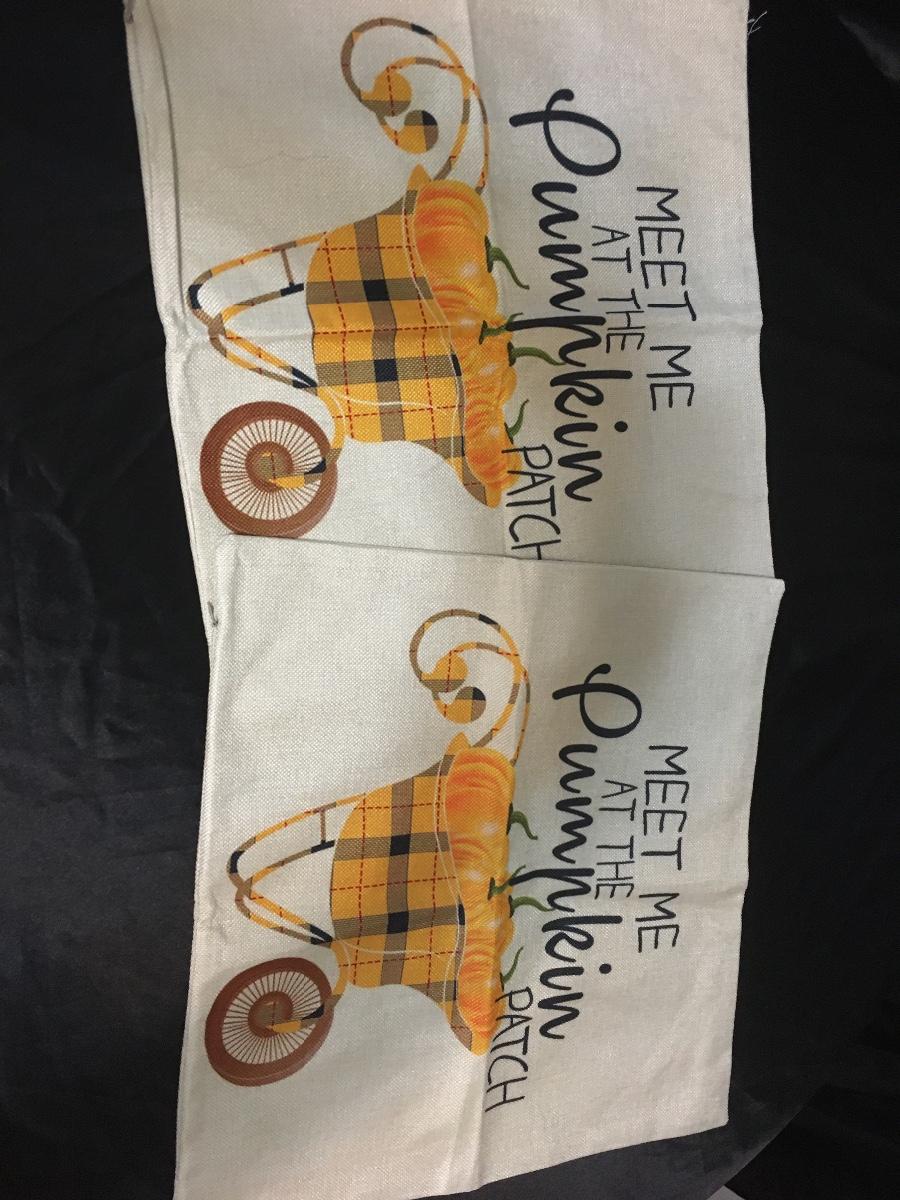 MEET ME
AT THE
Pumpkin
PATCH
MEET ME
AT THE
Pumpkin
PATCH